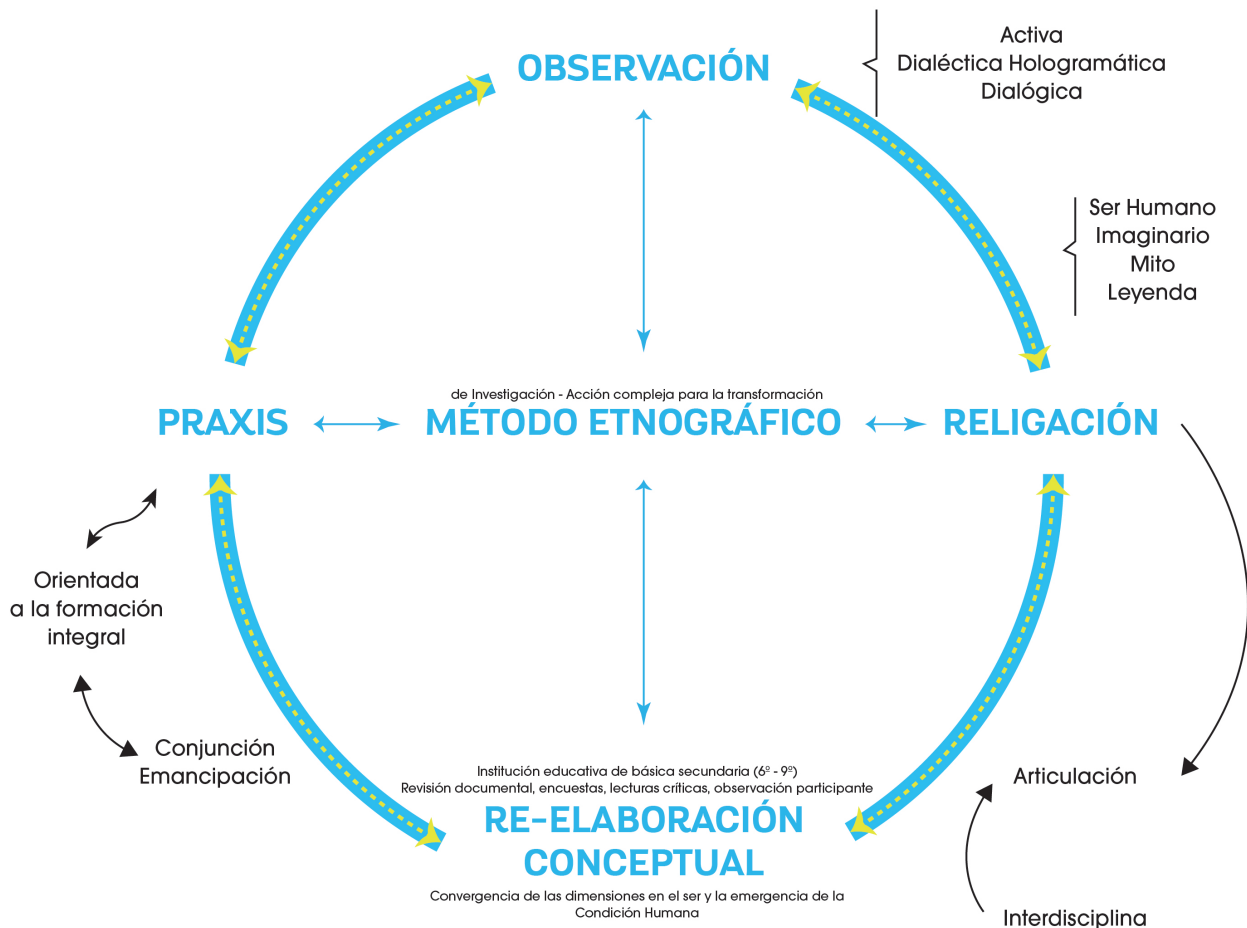 OBSERVACIÓN
Activa
Dialéctica Hologramática
Dialógica
Ser Humano
Imaginario
Mito
Leyenda
de Investigación - Acción compleja para la transformación
PRAXIS
MÉTODO ETNOGRÁFICO
RELIGACIÓN
Orientada
a la formación
integral
Conjunción
Emancipación
Institución educativa de básica secundaria (6º - 9º)
Revisión documental, encuestas, lecturas críticas, observación participante
RE-ELABORACIÓN
CONCEPTUAL
Convergencia de las dimensiones en el ser y la emergencia de la
Condición Humana
Articulación
Interdisciplina